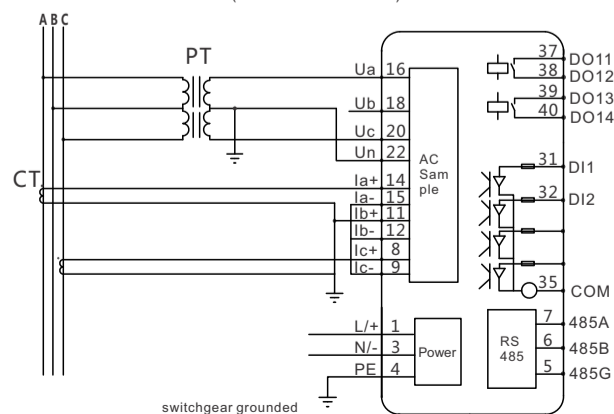 A B C
PT
CT
Ua 16
Ub 18
Uc 20
Un 22
Ia+ 14
Ia- 15
Ib+ 11
Ib- 12
Ic+ 8
Ic- 9
AC
Sam
ple
L/+ 1
N/- 3
PE 4
Power
switchgear grounded
37 DO11
38 DO12
39 DO13
40 DO14
31 DI1
32 DI2
35 COM
RS
485
7 485A
6 485B
5 485G